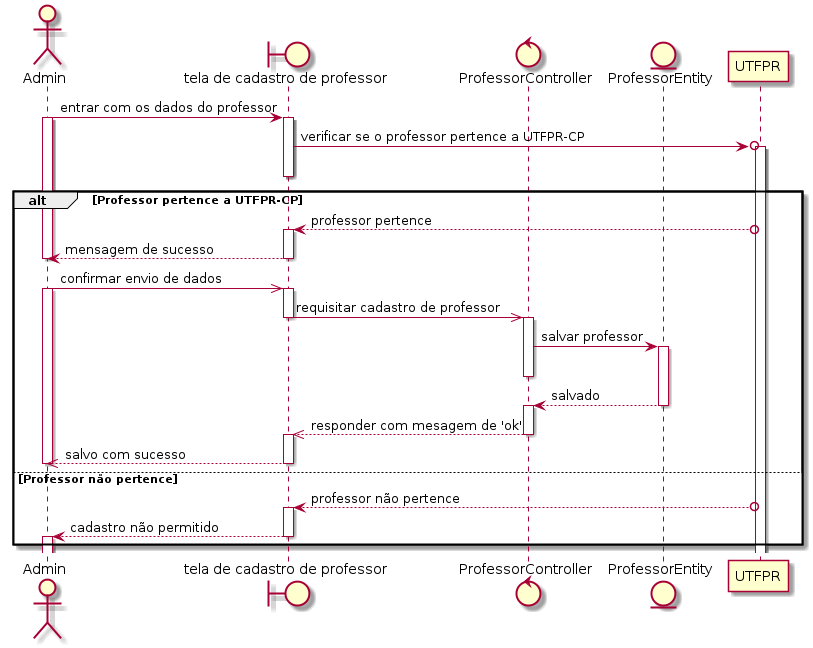 Admin
tela de cadastro de professor
ProfessorController
ProfessorEntity
UTFPR
entrar com os dados do professor
verificar se o professor pertence a UTFPR-CP
alt
[Professor pertence a UTFPR-CP]
professor pertence
mensagem de sucesso
confirmar envio de dados
requisitar cadastro de professor
salvar professor
salvado
responder com mesagem de 'ok'
salvo com sucesso
[Professor não pertence]
professor não pertence
cadastro não permitido
Admin
tela de cadastro de professor
ProfessorController
ProfessorEntity
UTFPR